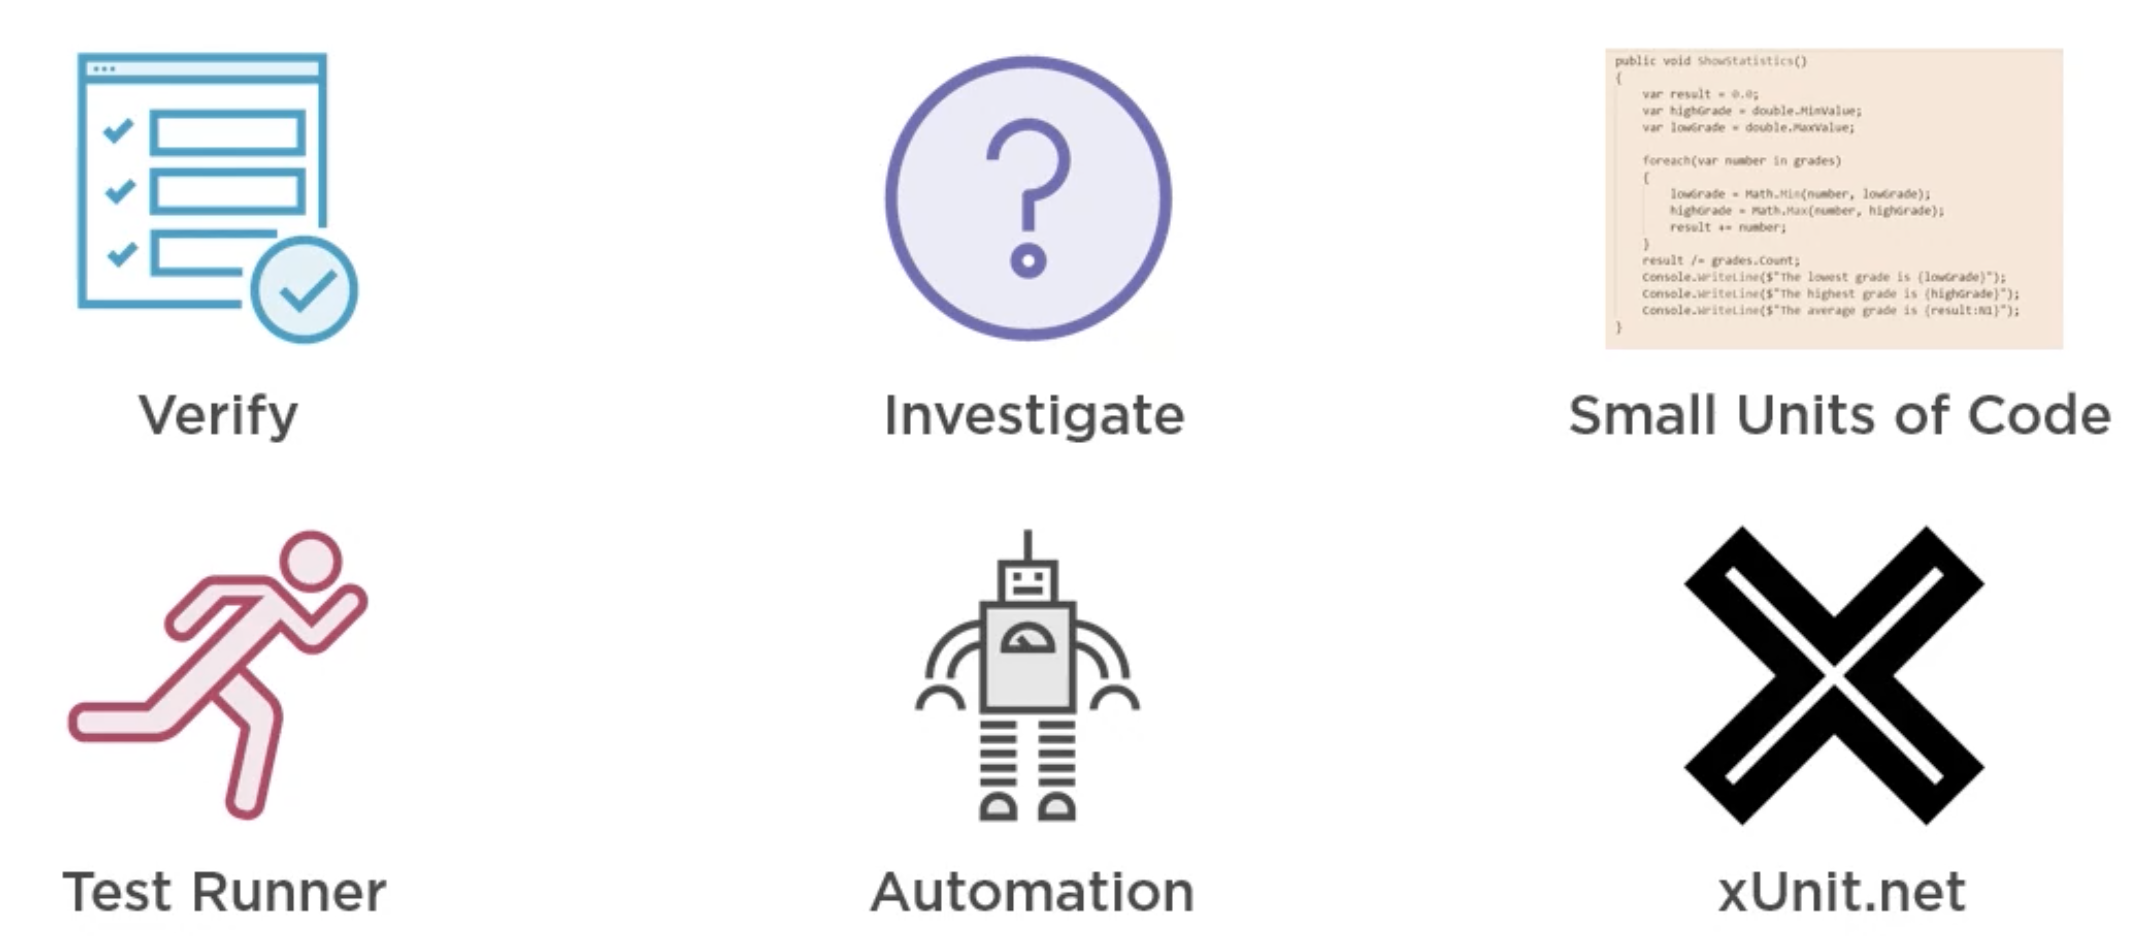 public void ShowStatistics()
{
var result = 0.0;
var highGrade = double.MinValue;
var lowGrade = double.MaxValue;
foreach(var number in grades)
{
lowGrade = Math.Min(number, lowGrade);
highGrade = Math.Max(number, highGrade);
result += number;
}
result /= grades.Count;
Console.WriteLine($"The lowest grade is {lowGrade}");
Console.WriteLine($"The highest grade is {highGrade}");
Console.WriteLine($"The average grade is {result:N1}");
}
Verify
Investigate
Small Units of Code
Test Runner
Automation
xUnit.net